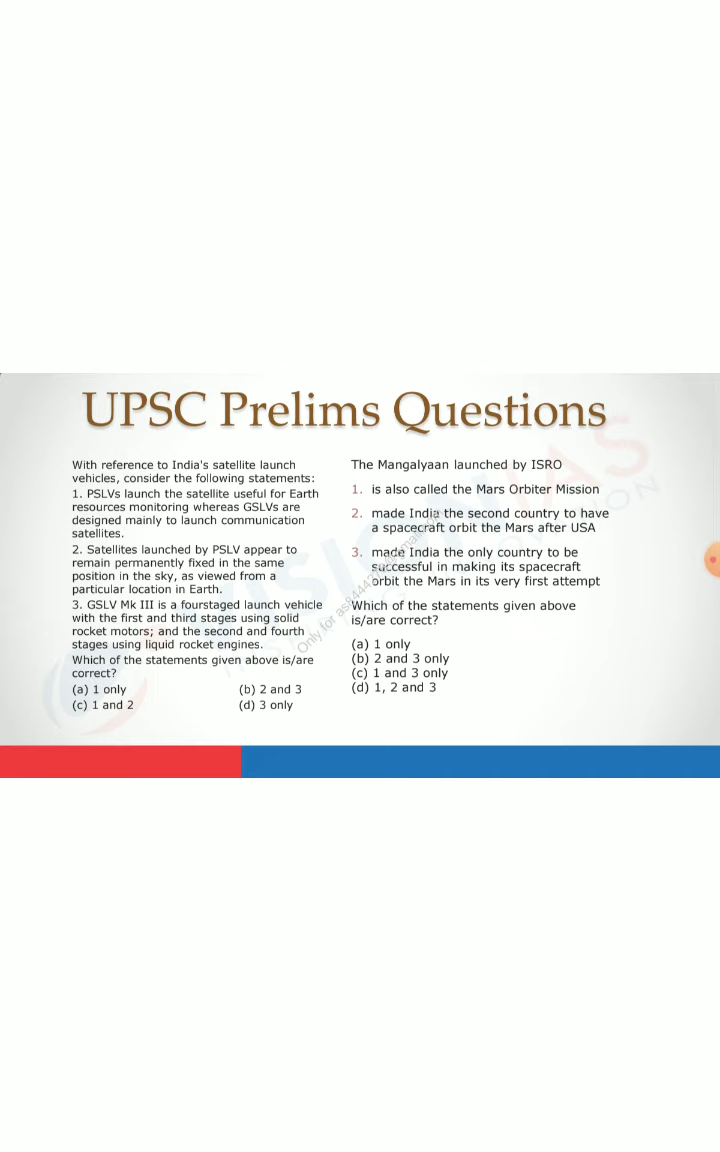 UPSC Prelims Questions
With reference to India's satellite launch
vehicles, consider the following statements:
1. PSLVs launch the satellite useful for Earth
resources monitoring whereas GSLVs are
designed mainly to launch communication
satellites.
2. Satellites launched by PSLV appear to
remain permanently fixed in the same
position in the sky, as viewed from a
particular location in Earth.
3. GSLV Mk III is a fourstaged launch vehicle
with the first and third stages using solid
rocket motors; and the second and fourth
stages using liquid rocket engines.
Which of the statements given above is/are
correct?
(a) 1 only (b) 2 and 3
(c) 1 and 2 (d) 3 only
The Mangalyaan launched by ISRO
1. is also called the Mars Orbiter Mission
2. made India the second country to have
a spacecraft orbit the Mars after USA
3. made India the only country to be
successful in making its spacecraft
orbit the Mars in its very first attempt
Which of the statements given above
is/are correct?
(a) 1 only
(b) 2 and 3 only
(c) 1 and 3 only
(d) 1, 2 and 3
VISION IAS
Only for